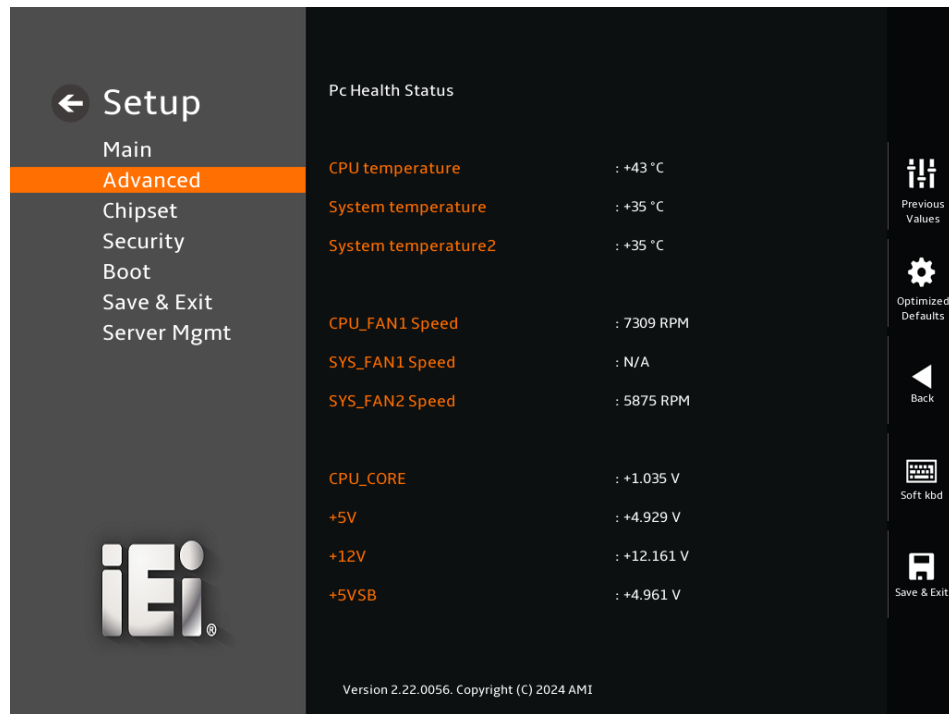 Setup
Main
Advanced
Chipset
Security
Boot
Save & Exit
Server Mgmt
iEi®
Pc Health Status
CPU temperature : +43 °C
System temperature : +35 °C
System temperature2 : +35 °C
CPU_FAN1 Speed : 7309 RPM
SYS_FAN1 Speed : N/A
SYS_FAN2 Speed : 5875 RPM
CPU_CORE : +1.035 V
+5V : +4.929 V
+12V : +12.161 V
+5VSB : +4.961 V
Version 2.22.0056. Copyright (C) 2024 AMI
Previous
Values
Optimized
Defaults
Back
Soft kbd
Save & Exit